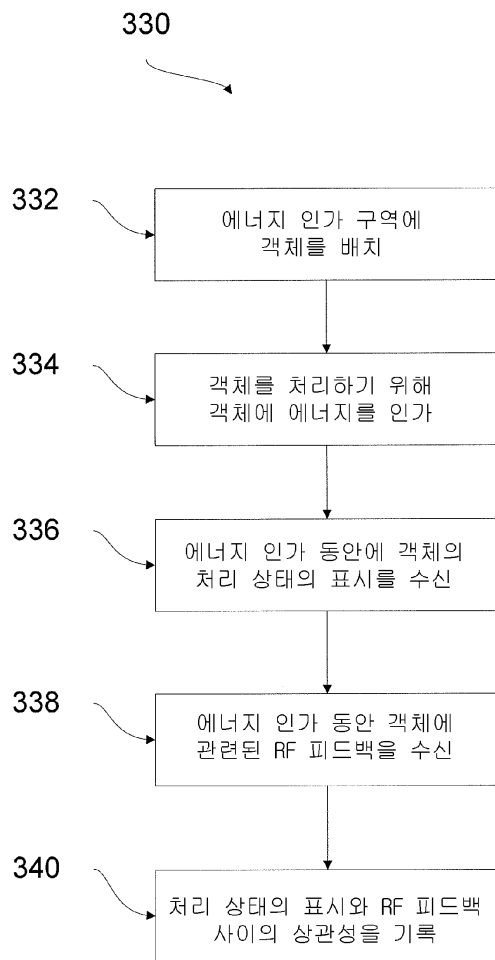 330
332
에너지 인가 구역에
객체를 배치
334
객체를 처리하기 위해
객체에 에너지를 인가
336
에너지 인가 동안에 객체의
처리 상태의 표시를 수신
338
에너지 인가 동안 객체에
관련된 RF 피드백을 수신
340
처리 상태의 표시와 RF 피드백
사이의 상관성을 기록